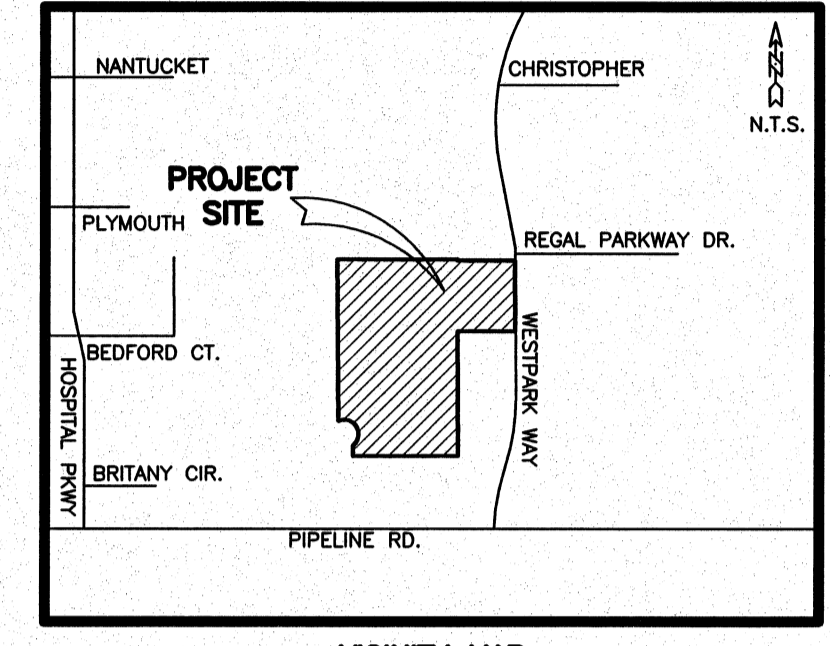 NANTUCKET
CHRISTOPHER
N.T.S.
PROJECT
SITE
PLYMOUTH
REGAL PARKWAY DR.
BEDFORD CT.
WESTPARK WAY
HOSPITAL PKWY
BRITANY CIR.
PIPELINE RD.